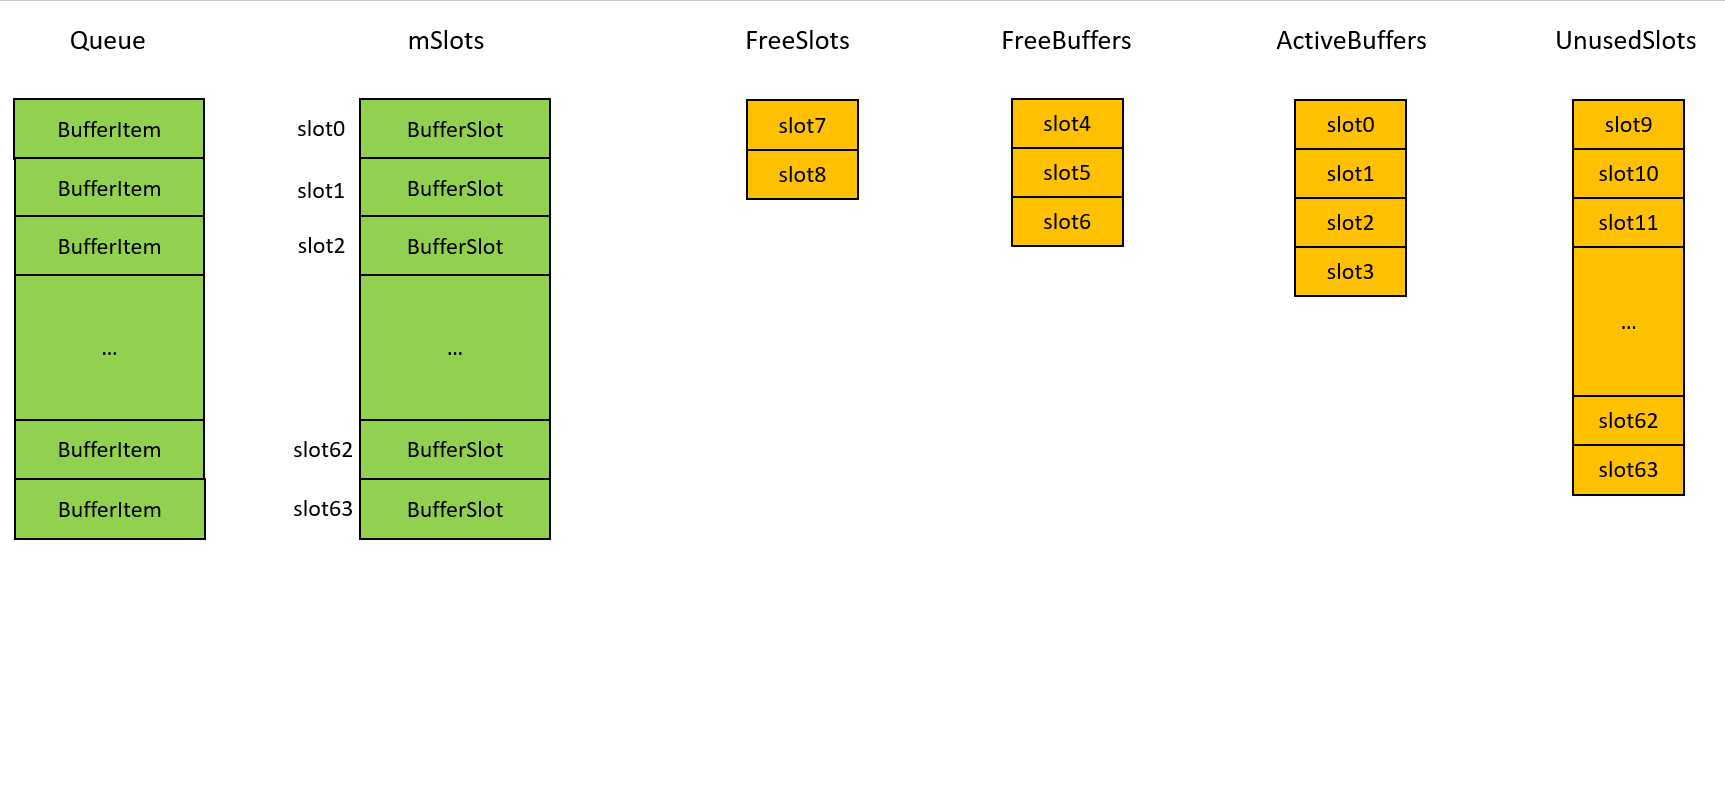 Queue
mSlots
FreeSlots
FreeBuffers
ActiveBuffers
UnusedSlots
BufferItem
BufferItem
BufferItem
...
BufferItem
BufferItem
slot0
slot1
slot2
slot62
slot63
BufferSlot
BufferSlot
BufferSlot
...
BufferSlot
BufferSlot
slot7
slot8
slot4
slot5
slot6
slot0
slot1
slot2
slot3
slot9
slot10
slot11
...
slot62
slot63